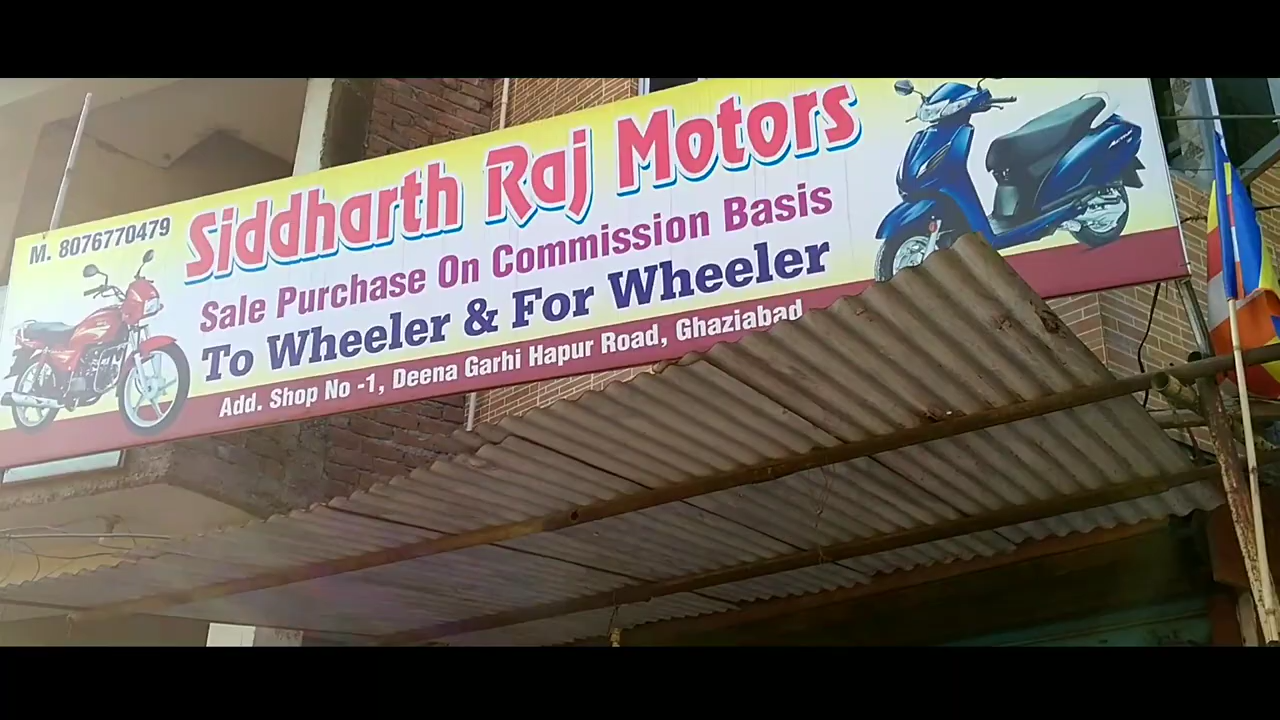 M. 8076770479
Siddharth Raj Motors
Sale Purchase On Commission Basis
To Wheeler & For Wheeler
Add. Shop No -1, Deena Garhi Hapur Road, Ghaziabad